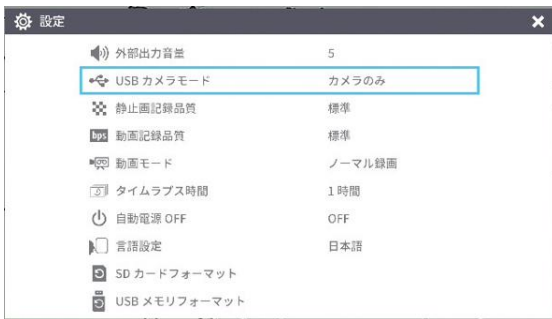 設定
外部出力音量 5
USB カメラモード カメラのみ
静止画記録品質 標準
bps 動画記録品質 標準
動画モード ノーマル録画
タイムラプス時間 1 時間
自動電源 OFF OFF
言語設定 日本語
SD カードフォーマット
USB メモリフォーマット